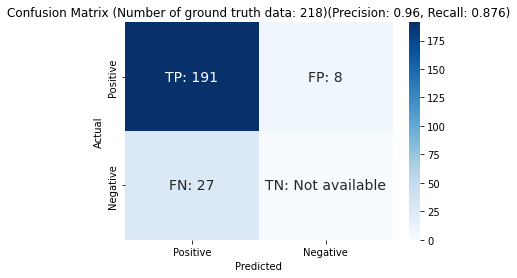 Confusion Matrix (Number of ground truth data: 218)(Precision: 0.96, Recall: 0.876)
Positive
Negative
Actual
TP: 191
FP: 8
FN: 27
TN: Not available
Positive
Negative
Predicted
175
150
125
100
75
50
25
0